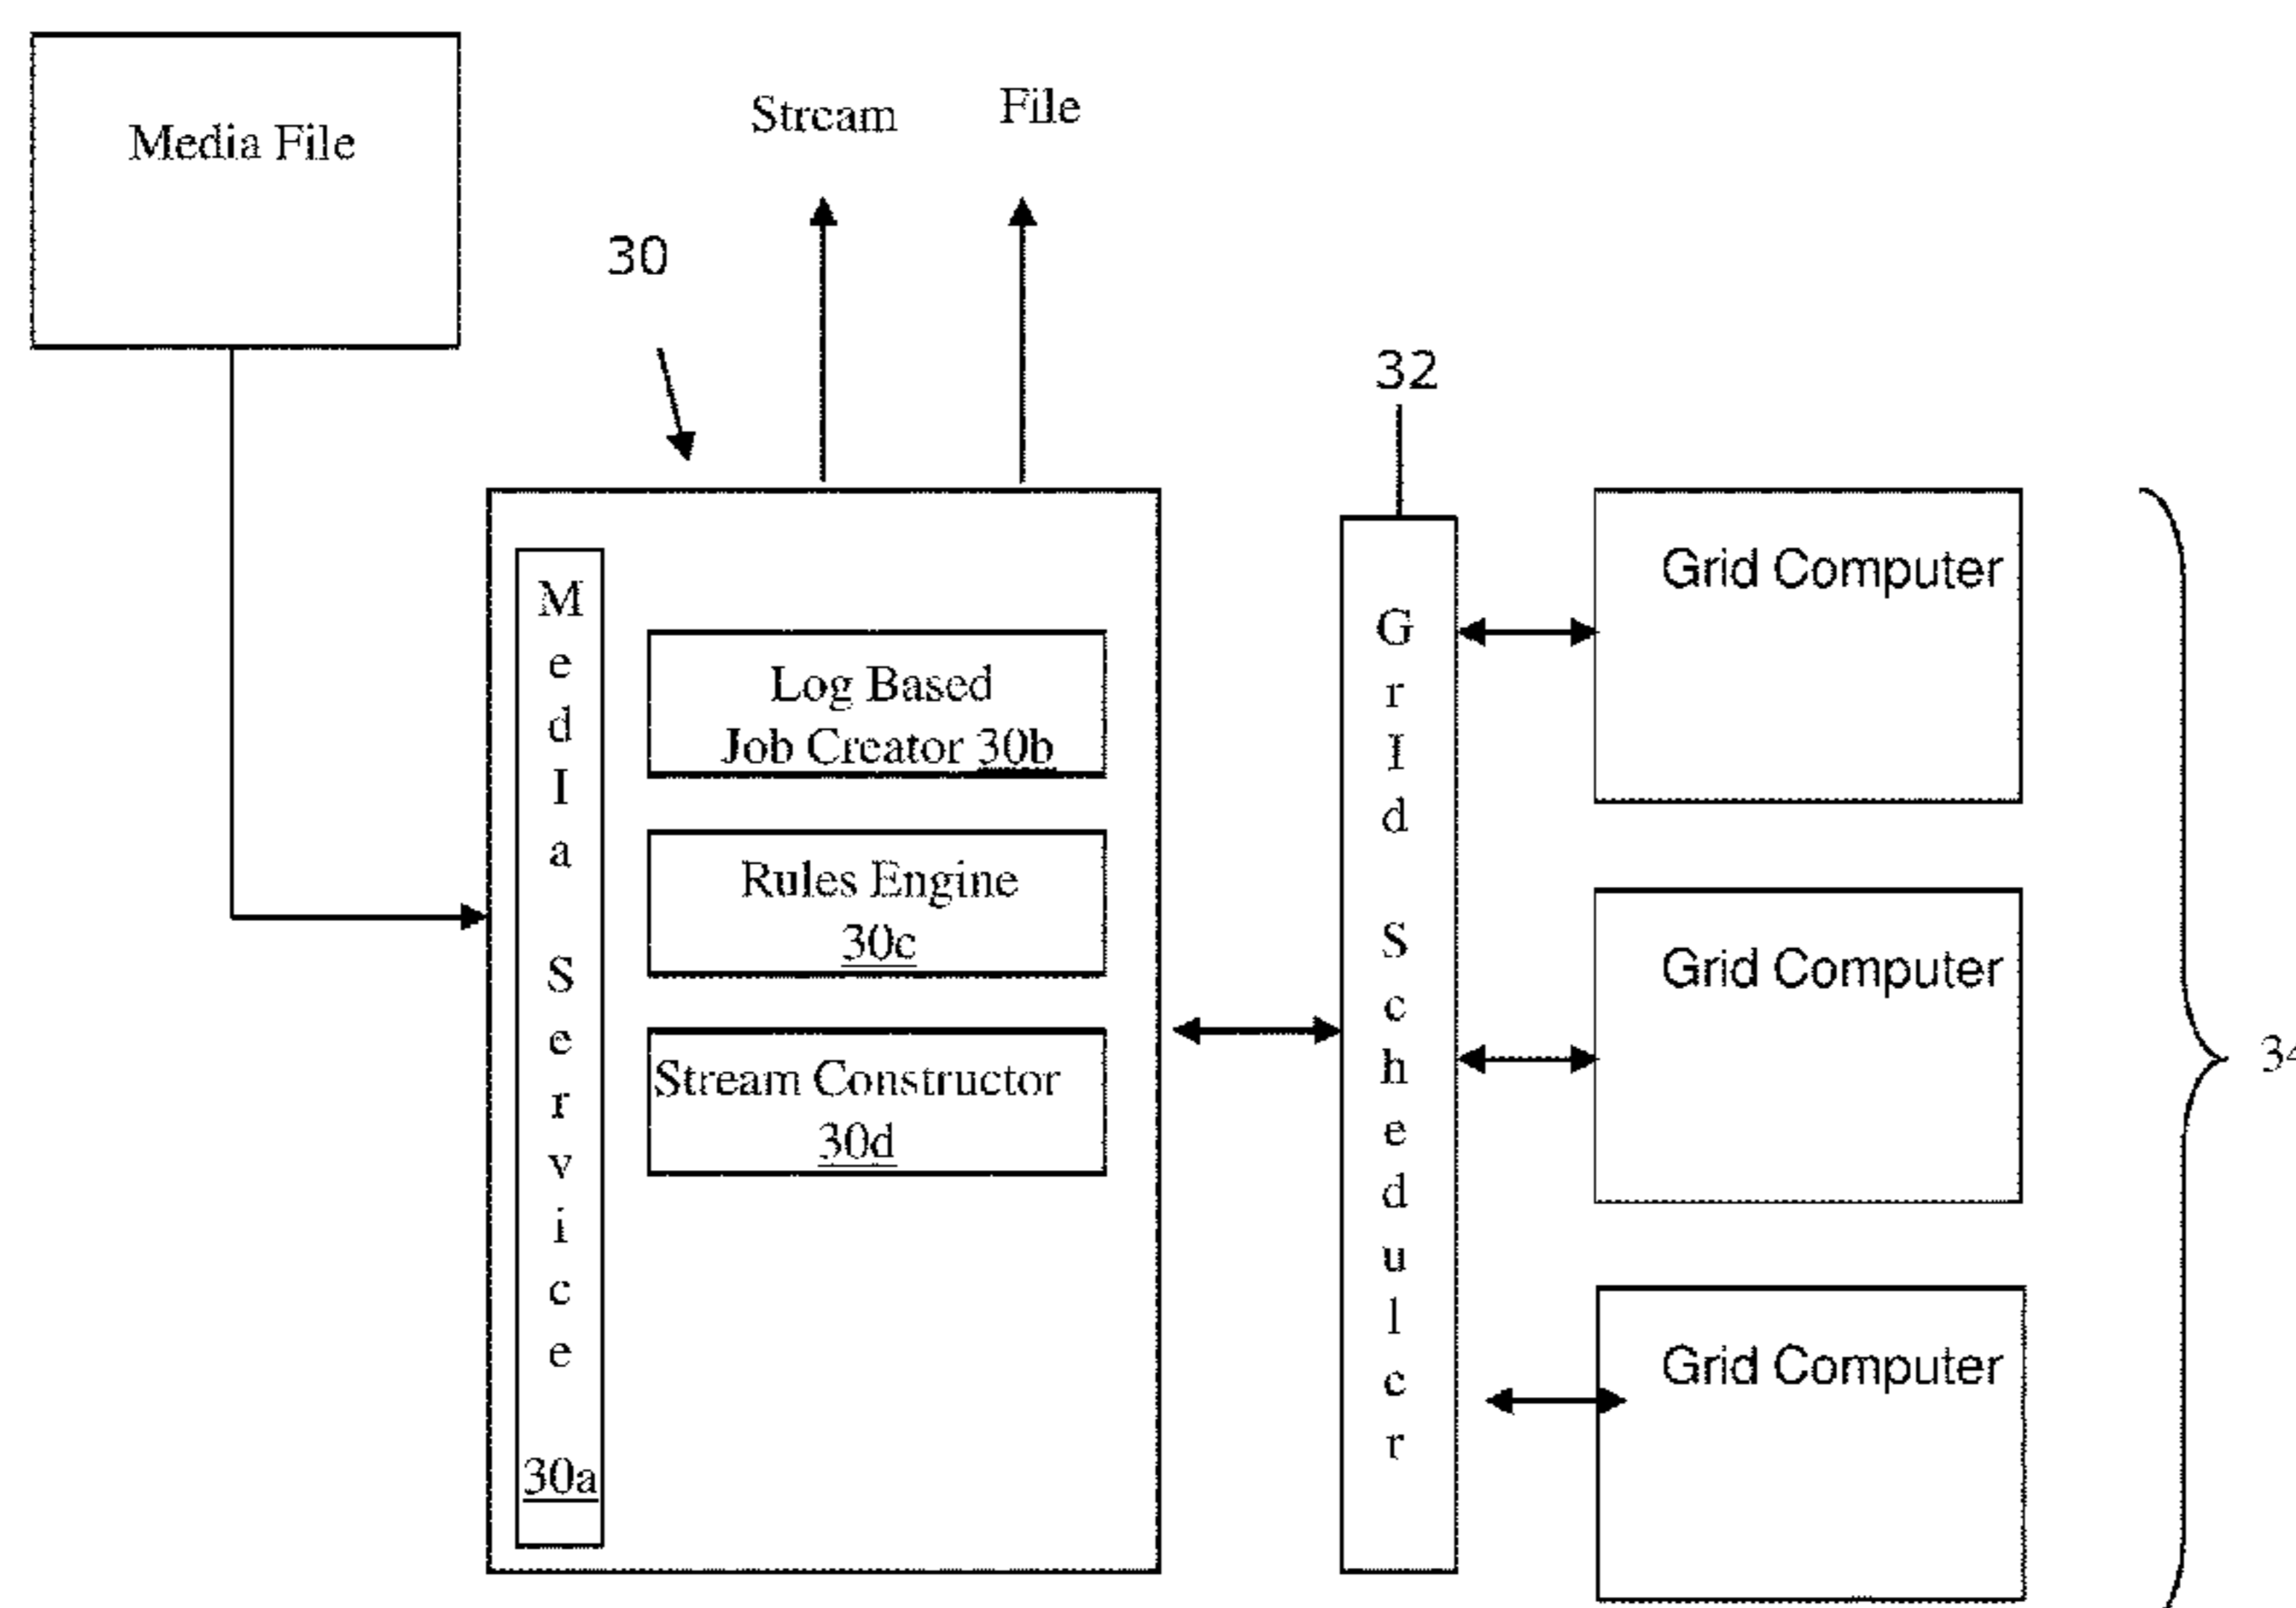 Media File
Stream
File
30
32
MedIa Service 30a
Log Based
Job Creator 30b
Rules Engine
30c
Stream Constructor
30d
GrId Scheduler
Grid Computer
Grid Computer
Grid Computer